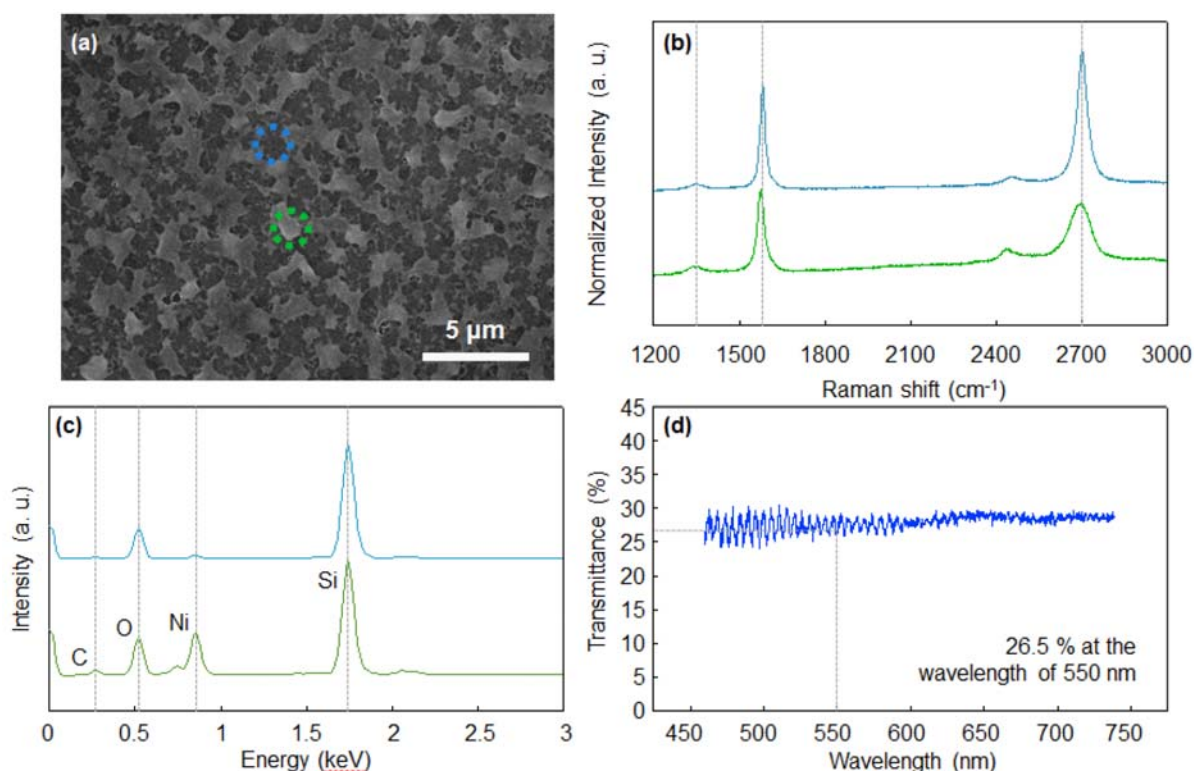 (a)
5 μm
(b)
Normalized Intensity (a. u.)
1200 1500 1800 2100 2400 2700 3000
Raman shift (cm⁻¹)
(c)
Intensity (a. u.)
C
O
Ni
Si
0 0.5 1 1.5 2 2.5 3
Energy (keV)
(d)
Transmittance (%)
45
40
35
30
25
20
15
10
5
0
26.5 % at the
wavelength of 550 nm
450 500 550 600 650 700 750
Wavelength (nm)